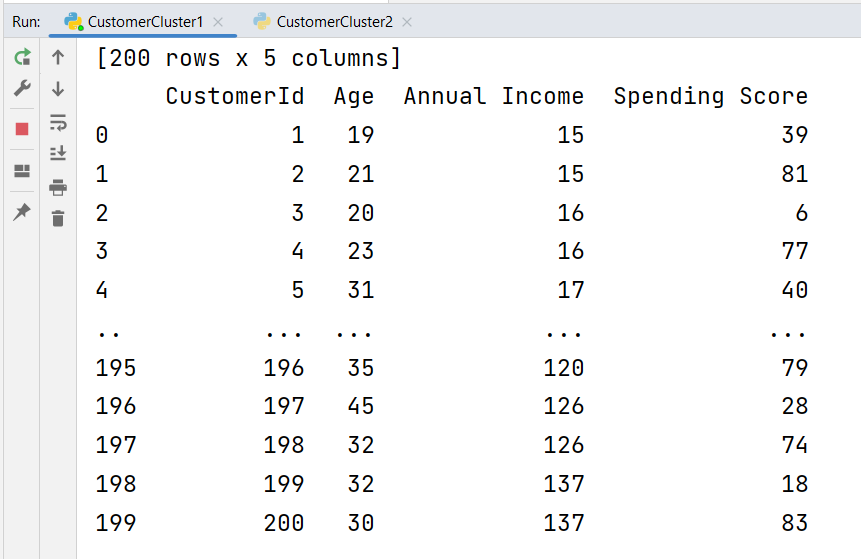 Run: CustomerCluster1 CustomerCluster2
[200 rows x 5 columns]
CustomerId Age Annual Income Spending Score
0 1 19 15 39
1 2 21 15 81
2 3 20 16 6
3 4 23 16 77
4 5 31 17 40
.. ... ... ... ...
195 196 35 120 79
196 197 45 126 28
197 198 32 126 74
198 199 32 137 18
199 200 30 137 83